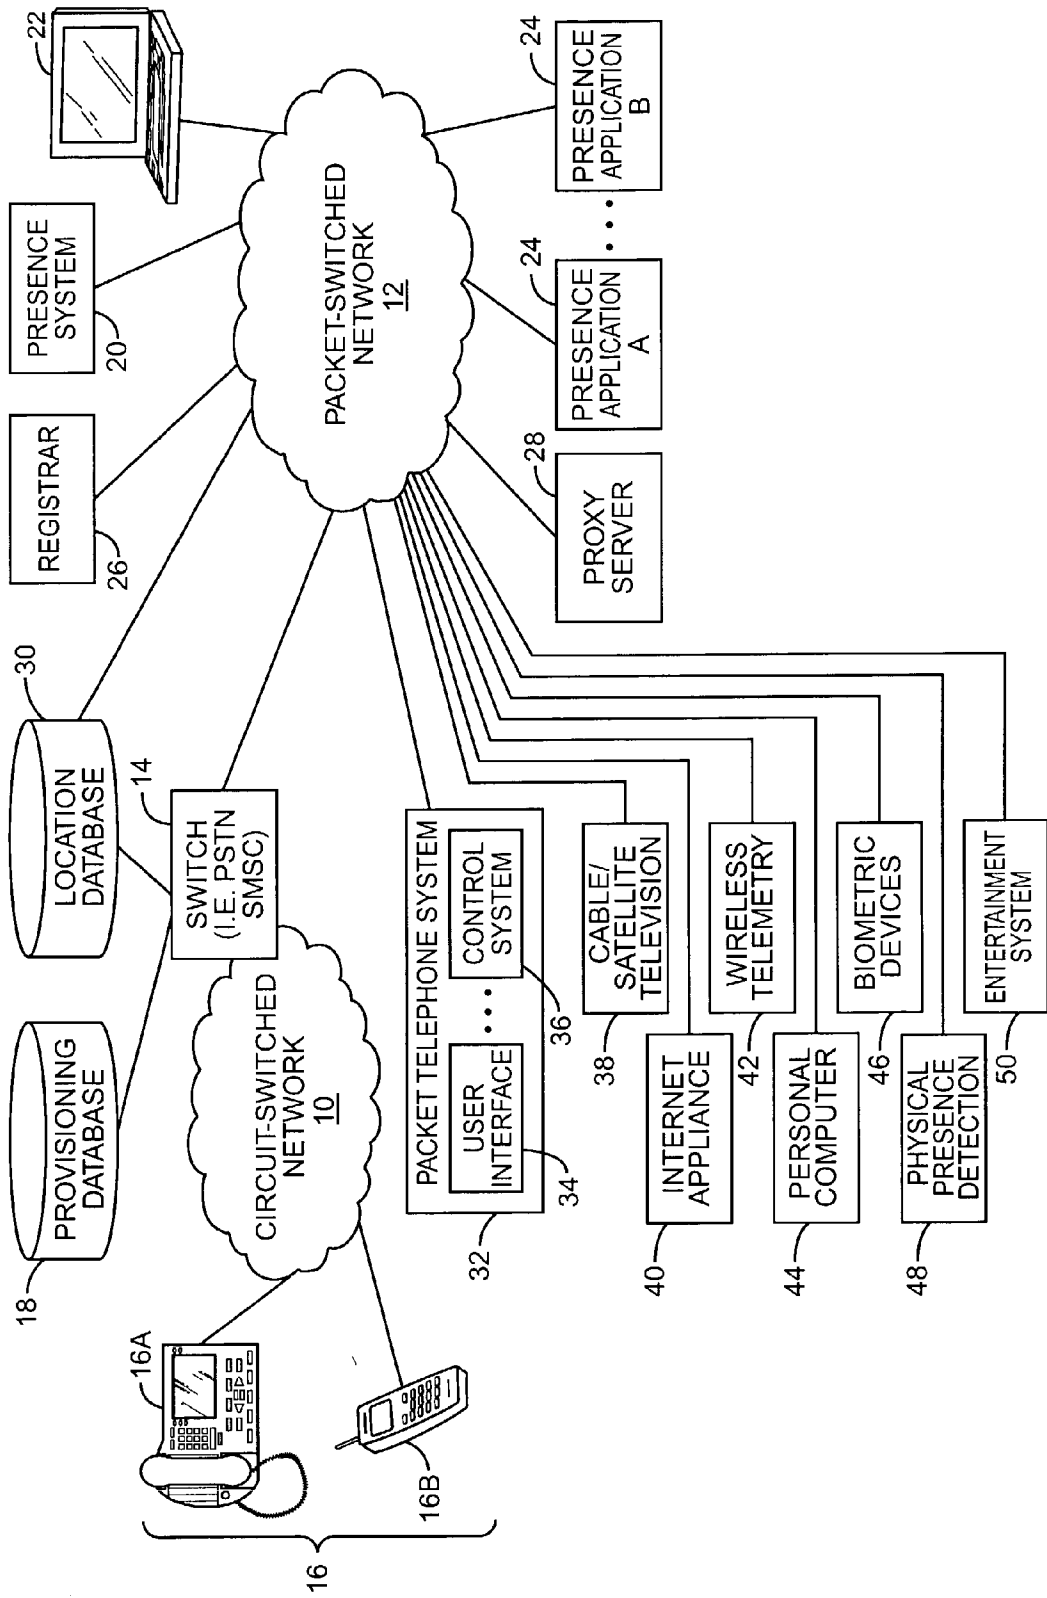 18
PROVISIONING
DATABASE
30
LOCATION
DATABASE
REGISTRAR
26
PRESENCE
SYSTEM
20
22
16A
16
16B
CIRCUIT-SWITCHED
NETWORK
10
14
SWITCH
(I.E. PSTN
SMSC)
PACKET-SWITCHED
NETWORK
12
PACKET TELEPHONE SYSTEM
USER
INTERFACE
• • •
CONTROL
SYSTEM
32
34
36
28
PROXY
SERVER
24
PRESENCE
APPLICATION
A
• • •
24
PRESENCE
APPLICATION
B
CABLE/
SATELLITE
TELEVISION
38
INTERNET
APPLIANCE
40
WIRELESS
TELEMETRY
42
PERSONAL
COMPUTER
44
BIOMETRIC
DEVICES
46
PHYSICAL
PRESENCE
DETECTION
48
ENTERTAINMENT
SYSTEM
50